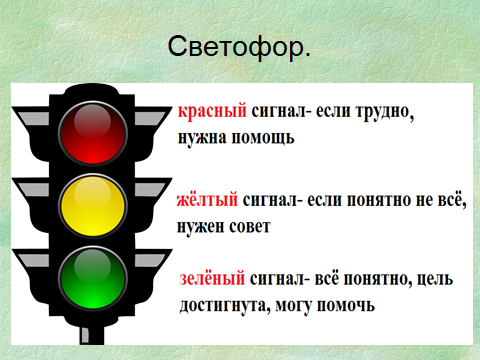 Светофор.
красный сигнал- если трудно,
нужна помощь
жёлтый сигнал- если понятно не всё,
нужен совет
зелёный сигнал- всё понятно, цель
достигнута, могу помочь